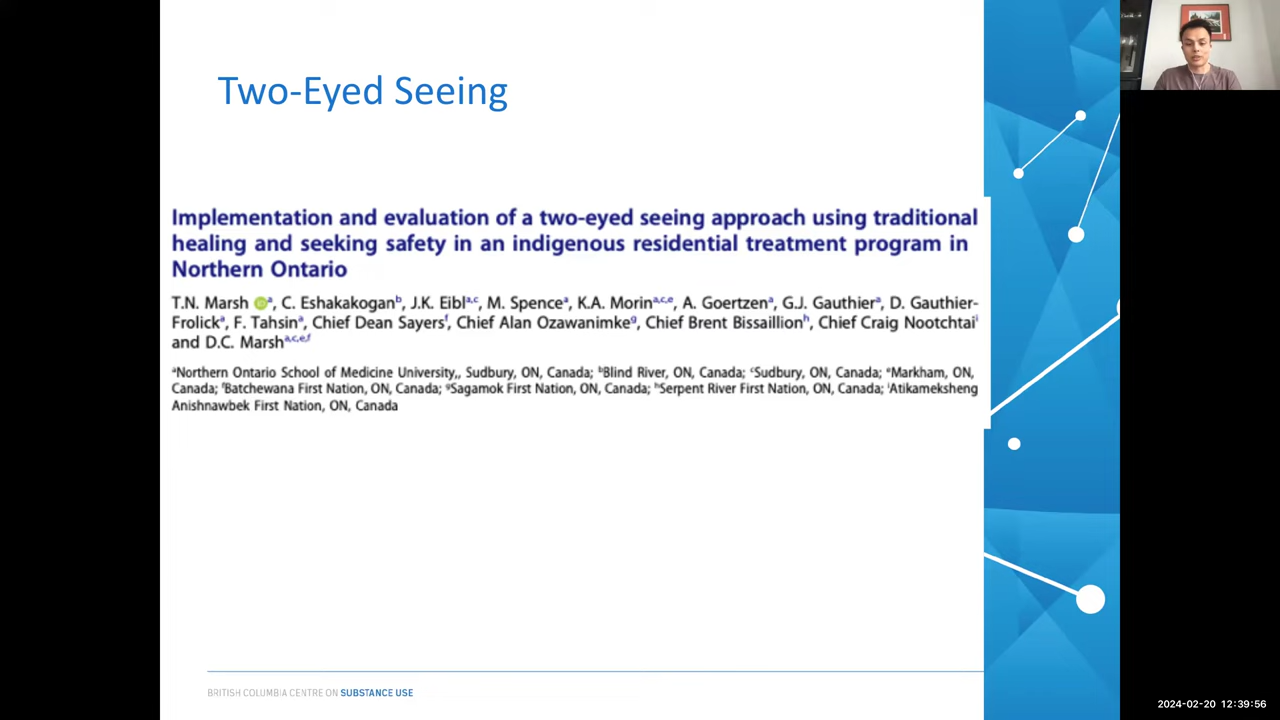 Two-Eyed Seeing
Implementation and evaluation of a two-eyed seeing approach using traditional
healing and seeking safety in an indigenous residential treatment program in
Northern Ontario
T.N. Marsh iD a, C. Eshakakogan b, J.K. Eibl a,c, M. Spence a, K.A. Morin a,c,e, A. Goertzen a, G.J. Gauthier a, D. Gauthier-
Frolick a, F. Tahsin a, Chief Dean Sayers f, Chief Alan Ozawanimke g, Chief Brent Bissaillion h, Chief Craig Nootchtai i
and D.C. Marsh a,c,e,f
a Northern Ontario School of Medicine University,, Sudbury, ON, Canada; b Blind River, ON, Canada; c Sudbury, ON, Canada; e Markham, ON,
Canada; f Batchewana First Nation, ON, Canada; g Sagamok First Nation, ON, Canada; h Serpent River First Nation, ON, Canada; i Atikameksheng
Anishnawbek First Nation, ON, Canada
BRITISH COLUMBIA CENTRE ON SUBSTANCE USE
2024-02-20 12:39:56